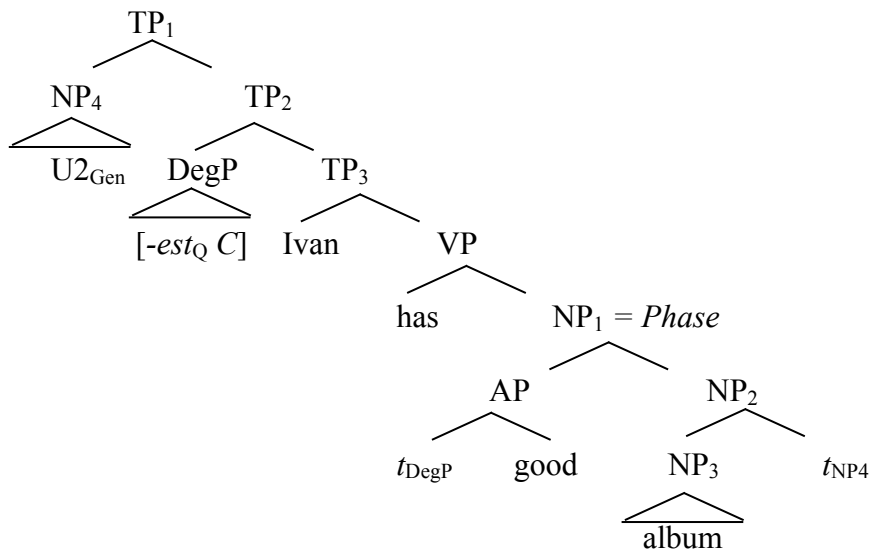 TP₁
NP₄ TP₂
U2Gen DegP TP₃
[-estQ C] Ivan VP
has NP₁ = Phase
AP NP₂
tDegP good NP₃ tNP4
album